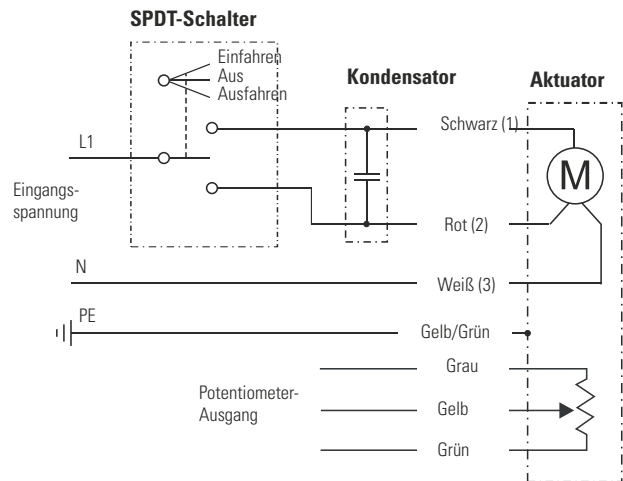 SPDT-Schalter
Einfahren
Aus
Ausfahren
Kondensator
Aktuator
L1
Schwarz (1)
M
Eingangs-
spannung
Rot (2)
N
Weiß (3)
PE
Gelb/Grün
Grau
Potentiometer-
Ausgang
Gelb
Grün